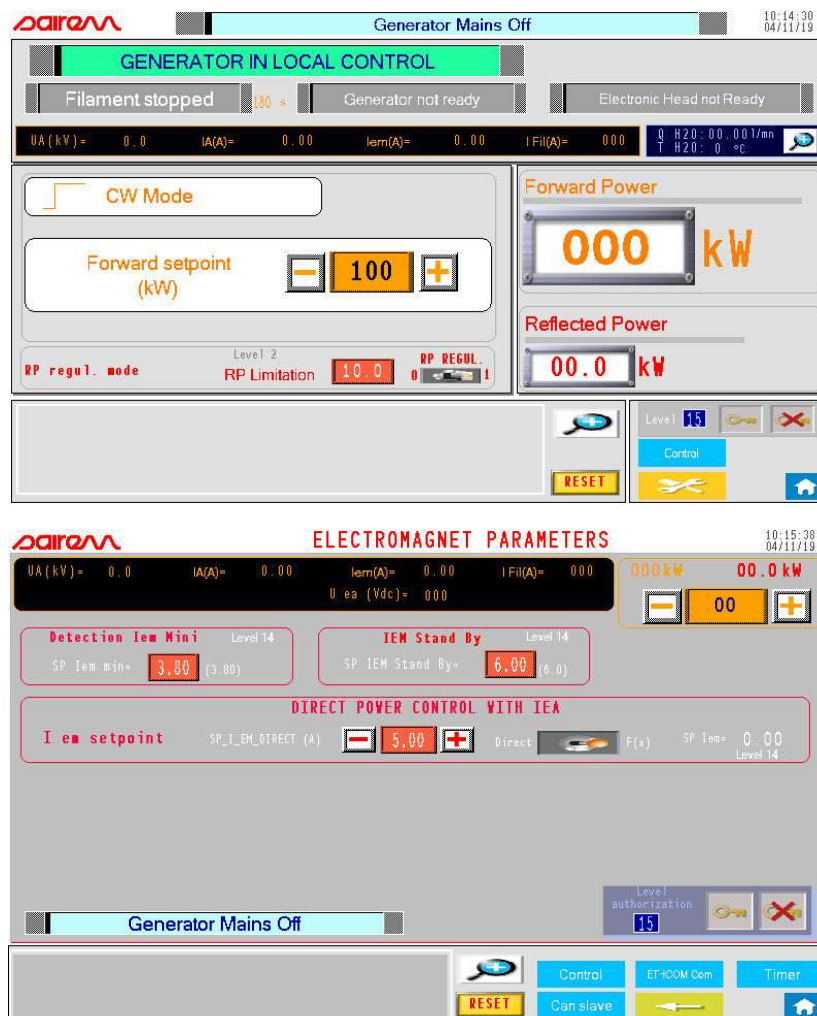 sairem
Generator Mains Off
10:14:30
04/11/19
GENERATOR IN LOCAL CONTROL
Filament stopped 180 s Generator not ready Electronic Head not Ready
UA(kV)= 0.0 IA(A)= 0.00 Iem(A)= 0.00 I Fil(A)= 000
Q H2O:00.00l/mn
T H2O: 0 °C
CW Mode
Forward setpoint
(kW)
100
Forward Power
000 kW
Reflected Power
00.0 kW
RP regul. mode
Level 2
RP Limitation 10.0
RP REGUL.
0 1
Level 15
Control
RESET
sairem
ELECTROMAGNET PARAMETERS
10:15:38
04/11/19
UA(kV)= 0.0 IA(A)= 0.00 Iem(A)= 0.00 I Fil(A)= 000
U ea (Vdc)= 000
000kW 00.0kW
00
Detection Iem Mini Level 14
SP Iem min= 3.80 (3.80)
IEM Stand By Level 14
SP IEM Stand By= 6.00 (6.0)
DIRECT POWER CONTROL WITH IEA
I em setpoint SP_I_EM_DIRECT (A) 5.00 Direct F(x) SP Iem= 0.00
Level 14
Level
authorization
15
Generator Mains Off
Control ETHCOM Com Timer
RESET Can slave